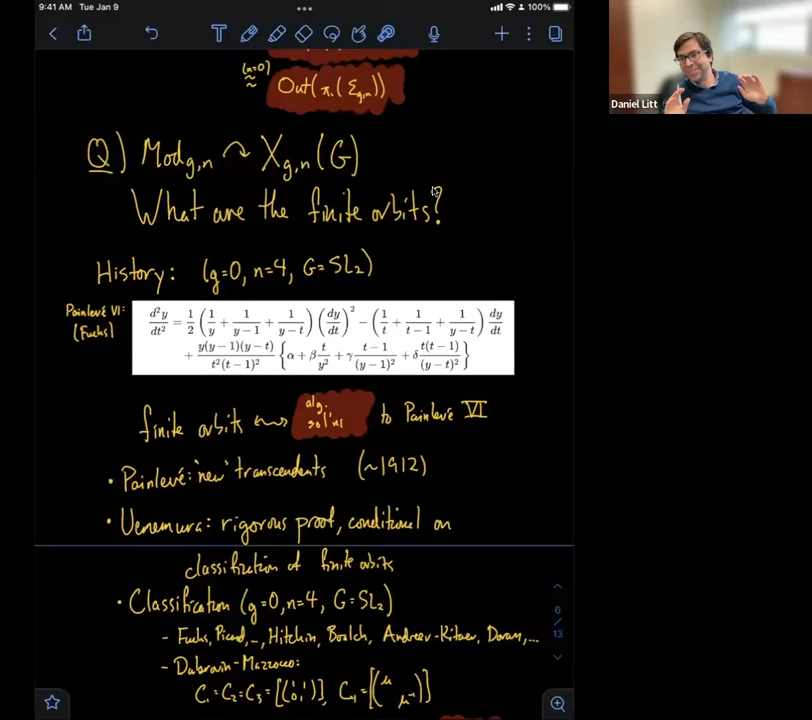 9:41 AM Tue Jan 9
100%
(n=0)
≈
Out(π₁(Σ_{g,n}))
Q) Mod_{g,n} ↷ X_{g,n}(G)
What are the finite orbits?
History: (g=0, n=4, G=SL₂)
Painlevé VI:
(Fuchs)
d²y/dt² = 1/2 (1/y + 1/(y−1) + 1/(y−t)) (dy/dt)² − (1/t + 1/(t−1) + 1/(y−t)) dy/dt
+ y(y−1)(y−t)/(t²(t−1)²) {α + β t/y² + γ (t−1)/(y−1)² + δ t(t−1)/(y−t)²}
finite orbits ↔ alg. sol'ns to Painlevé VI
• Painlevé: 'new' transcendents (~1912)
• Uememura: rigorous proof, conditional on
classification of finite orbits
• Classification (g=0, n=4, G=SL₂)
– Fuchs, Picard, ..., Hitchin, Boalch, Andreev-Kitaev, Doran, ...
– Dubrovin-Mazzocco:
C₁=C₂=C₃=[(1 1 0 1)], C₄=[(μ μ⁻¹)]
6
/
13
Daniel Litt